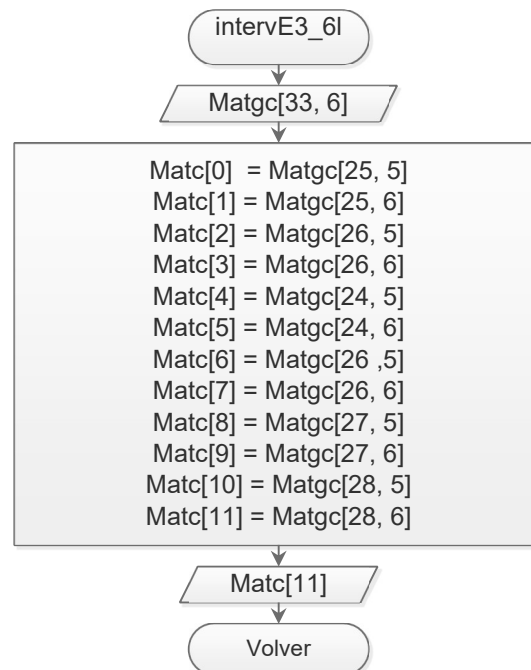 intervE3_6l
Matgc[33, 6]
Matc[0]  = Matgc[25, 5]
Matc[1] = Matgc[25, 6]
Matc[2] = Matgc[26, 5]
Matc[3] = Matgc[26, 6]
Matc[4] = Matgc[24, 5]
Matc[5] = Matgc[24, 6]
Matc[6] = Matgc[26 ,5]
Matc[7] = Matgc[26, 6]
Matc[8] = Matgc[27, 5]
Matc[9] = Matgc[27, 6]
Matc[10] = Matgc[28, 5]
Matc[11] = Matgc[28, 6]
Matc[11]
Volver